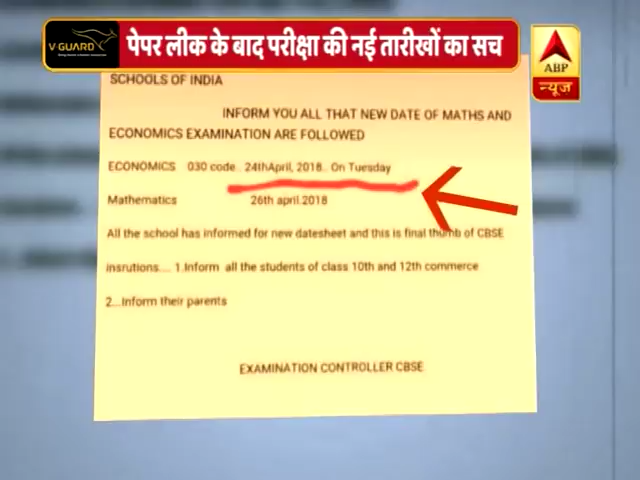 V-GUARD
पेपर लीक के बाद परीक्षा की नई तारीखों का सच
ABP
न्यूज़
SCHOOLS OF INDIA
INFORM YOU ALL THAT NEW DATE OF MATHS AND
ECONOMICS EXAMINATION ARE FOLLOWED
ECONOMICS 030 code.. 24thApril, 2018.. On Tuesday
Mathematics 26th april.2018
All the school has informed for new datesheet and this is final thumb of CBSE
insrutions.... 1.Inform all the students of class 10th and 12th commerce
2...Inform their parents
EXAMINATION CONTROLLER CBSE